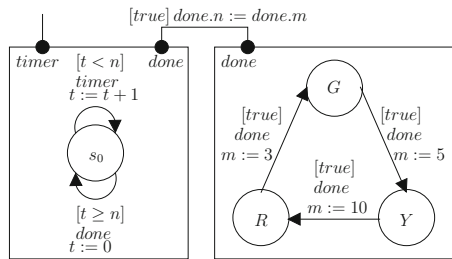 [true] done.n := done.m
timer
done
done
[t < n]
timer
t := t + 1
s₀
[t ≥ n]
done
t := 0
G
[true]
done
m := 3
[true]
done
m := 5
[true]
done
m := 10
R
Y